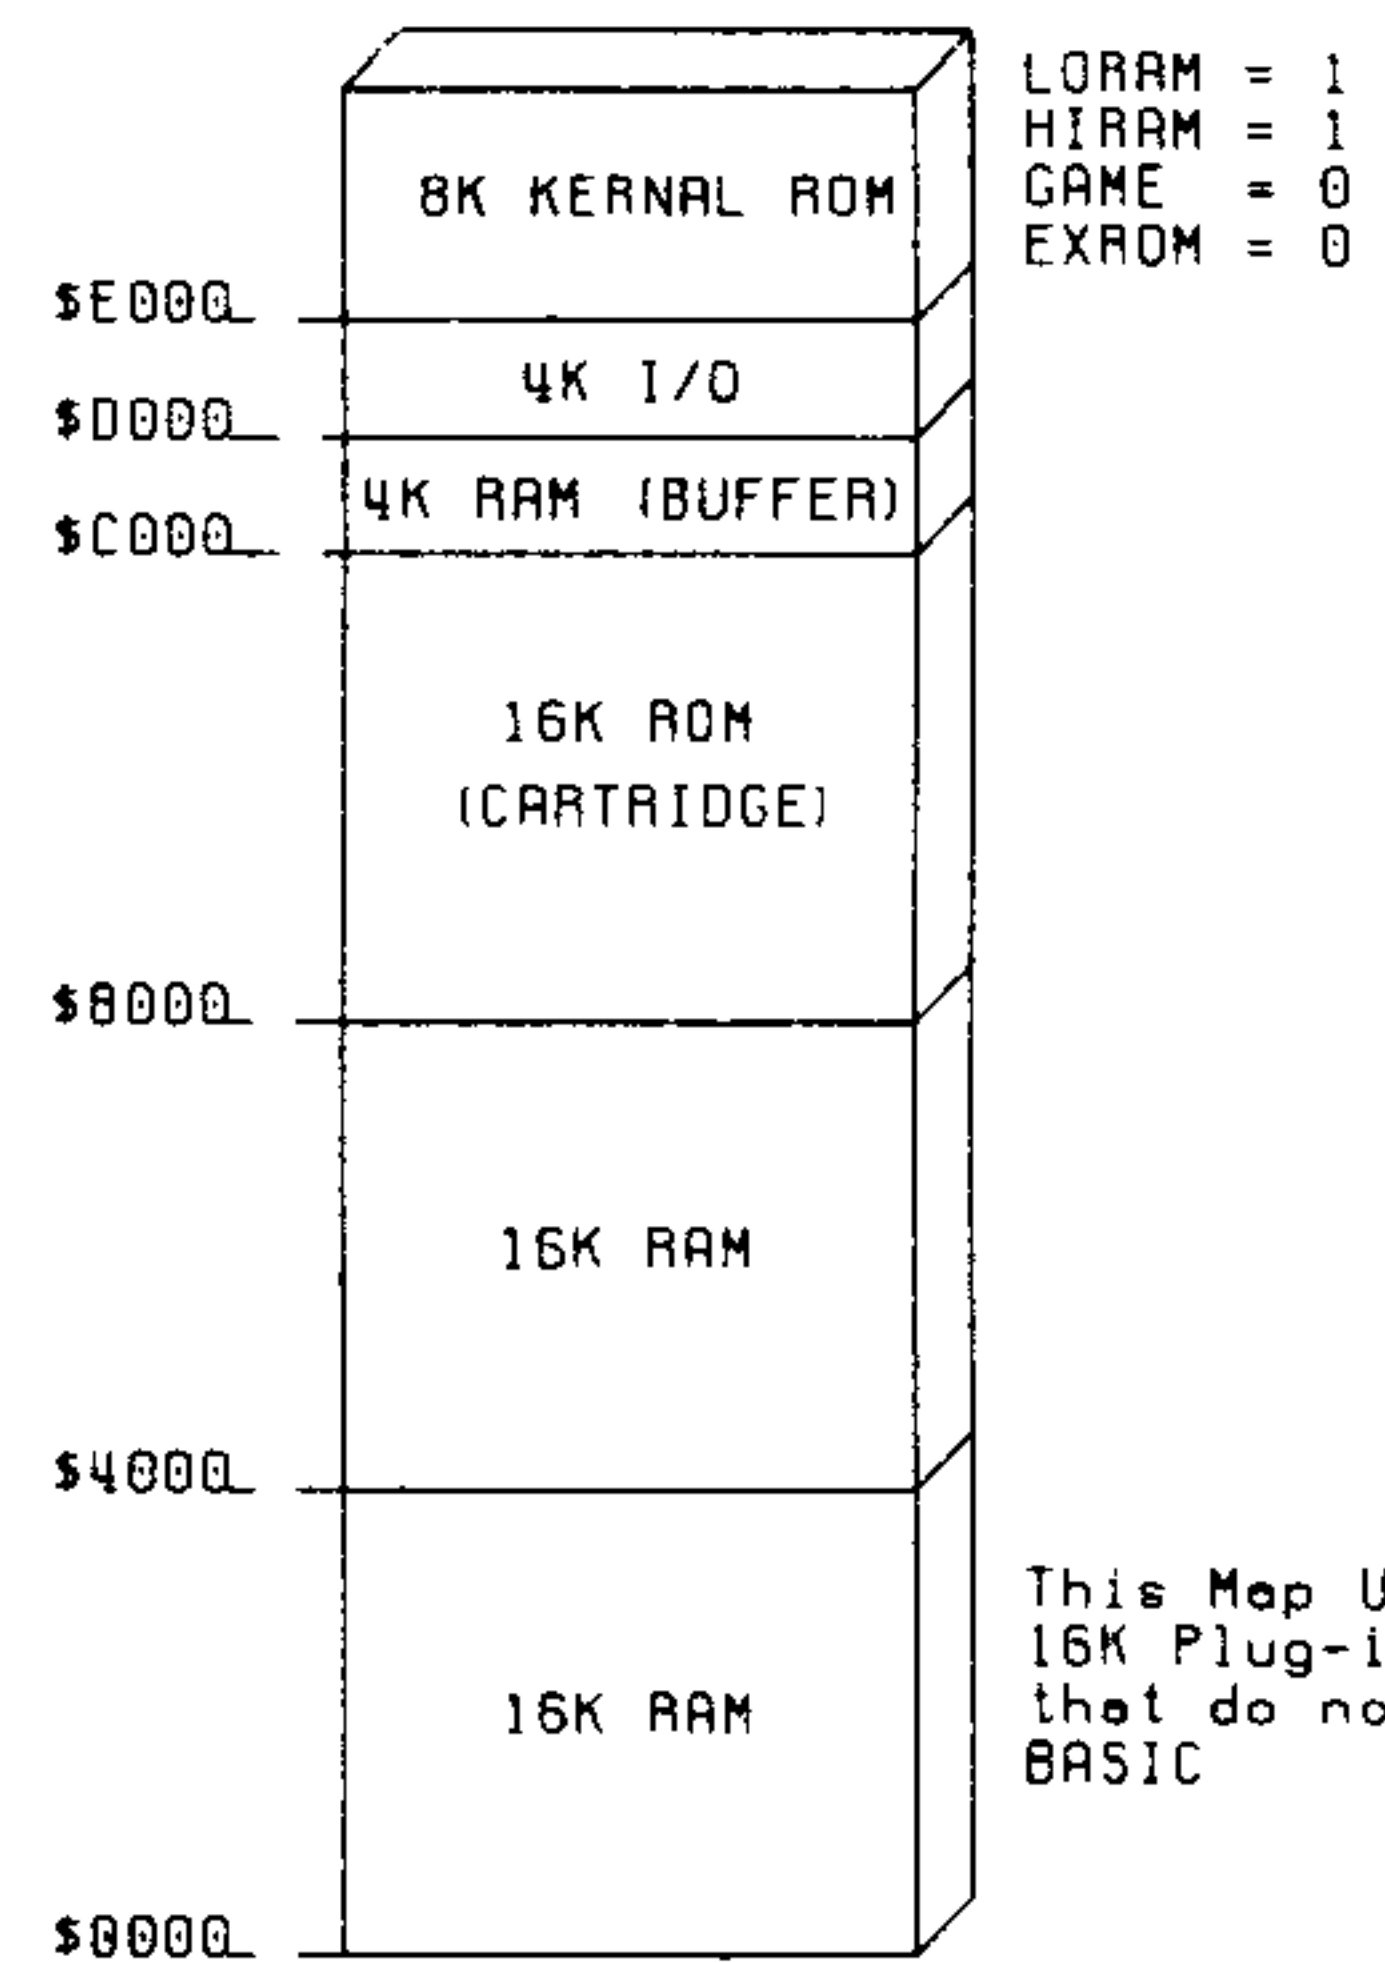 LORAM = 1
HIRAM = 1
GAME = 0
EXROM = 0
8K KERNAL ROM
$E000
4K I/O
$D000
4K RAM (BUFFER)
$C000
16K ROM
(CARTRIDGE)
$8000
16K RAM
$4000
This Map U
16K Plug-i
that do no
BASIC
16K RAM
$0000